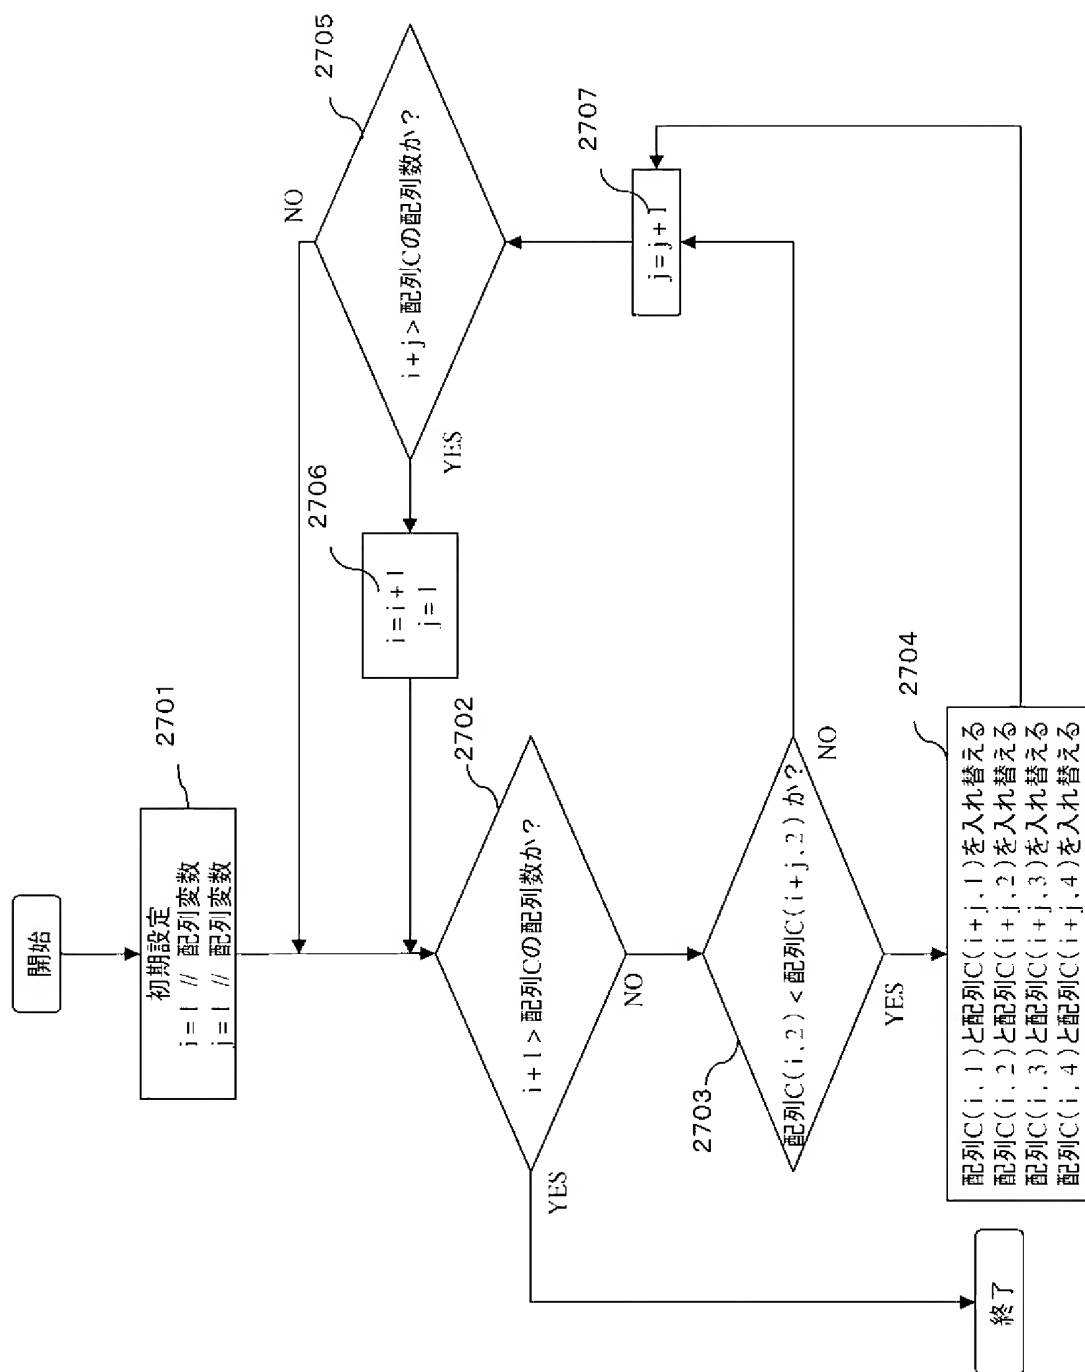 開始
初期設定
i=1 // 配列変数
j=1 // 配列変数
2701
i+1>配列Cの配列数か?
2702
YES
NO
配列C(i,2)<配列C(i+j,2)か?
2703
YES
NO
配列C(i,1)と配列C(i+j,1)を入れ替える
配列C(i,2)と配列C(i+j,2)を入れ替える
配列C(i,3)と配列C(i+j,3)を入れ替える
配列C(i,4)と配列C(i+j,4)を入れ替える
2704
j=j+1
2707
i+j>配列Cの配列数か?
2705
NO
YES
i=i+1
j=1
2706
終了